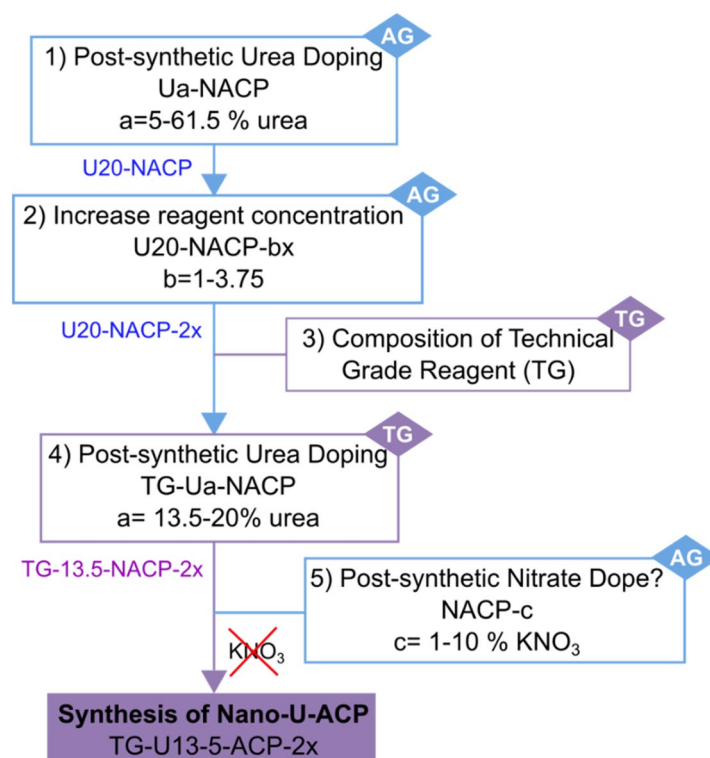 AG
1) Post-synthetic Urea Doping
Ua-NACP
a=5-61.5 % urea
U20-NACP
AG
2) Increase reagent concentration
U20-NACP-bx
b=1-3.75
U20-NACP-2x
TG
3) Composition of Technical
Grade Reagent (TG)
TG
4) Post-synthetic Urea Doping
TG-Ua-NACP
a= 13.5-20% urea
TG-13.5-NACP-2x
AG
5) Post-synthetic Nitrate Dope?
NACP-c
c= 1-10 % KNO₃
KNO₃
Synthesis of Nano-U-ACP
TG-U13-5-ACP-2x